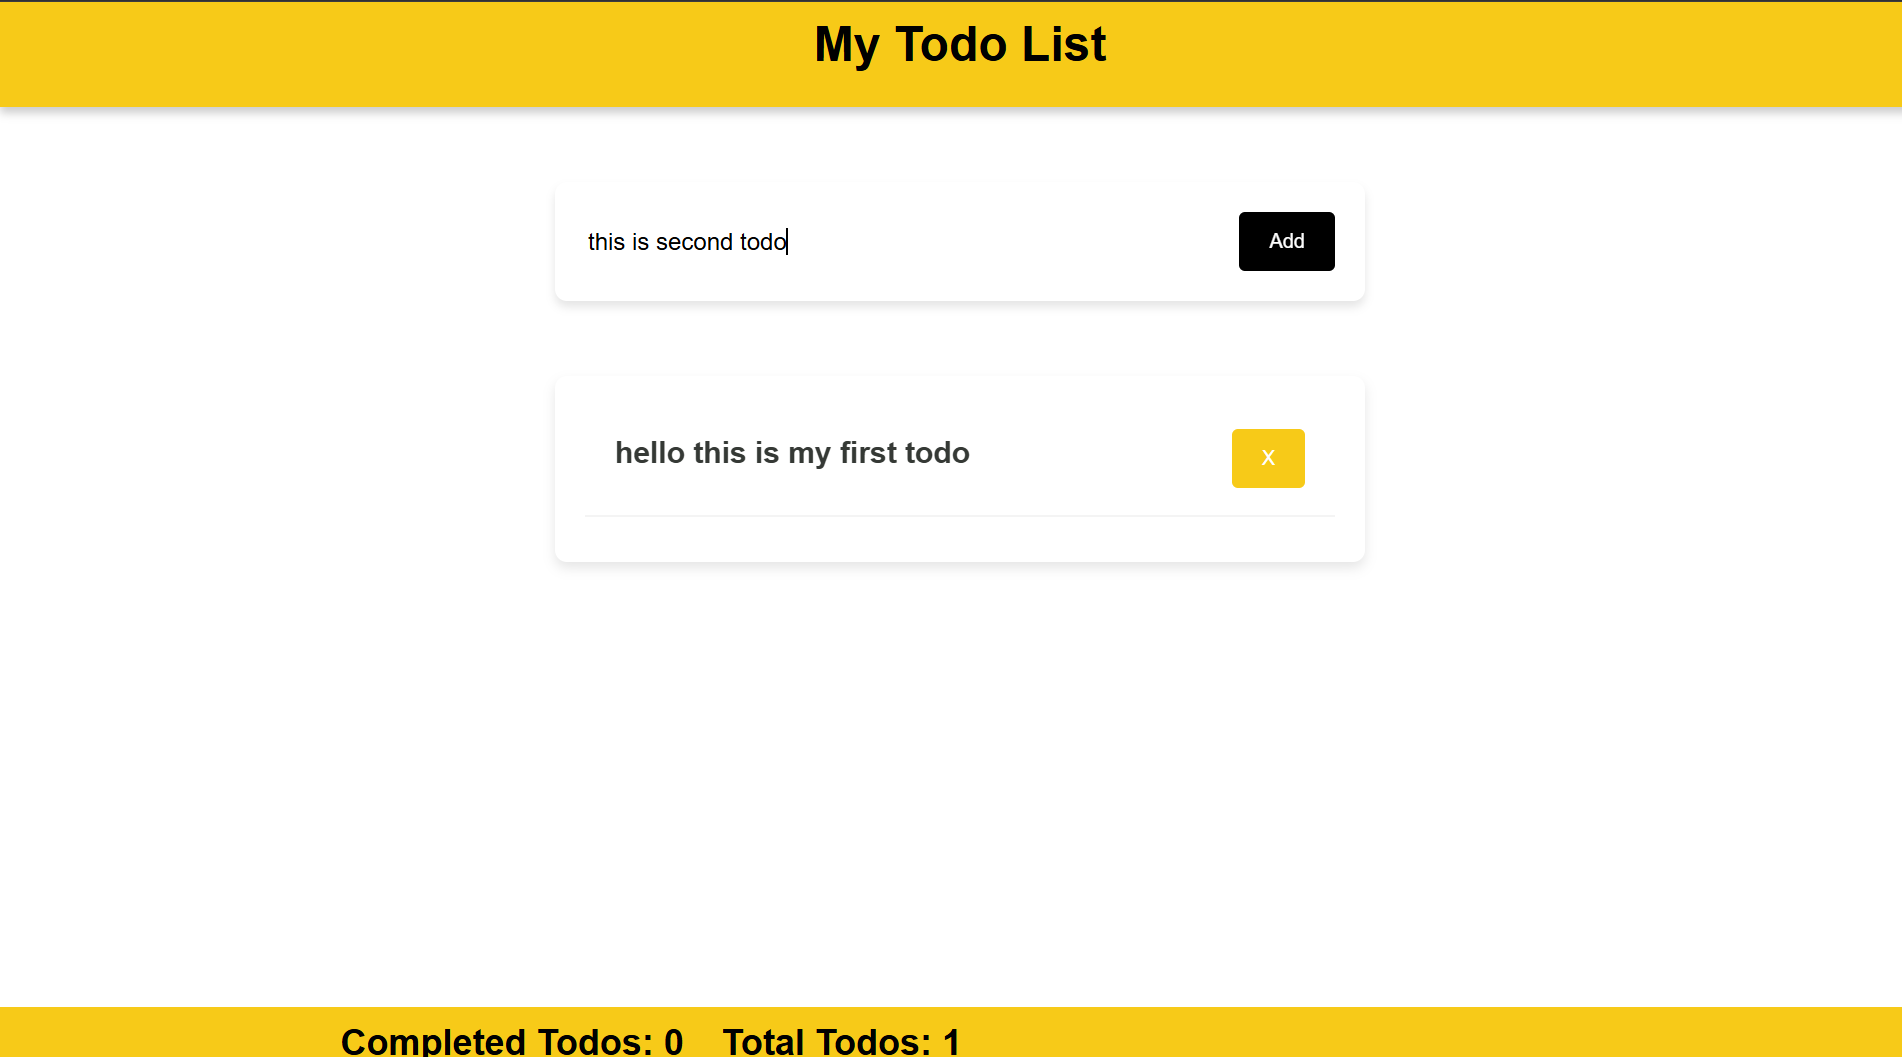 My Todo List
this is second todo
Add
hello this is my first todo
X
Completed Todos: 0 Total Todos: 1